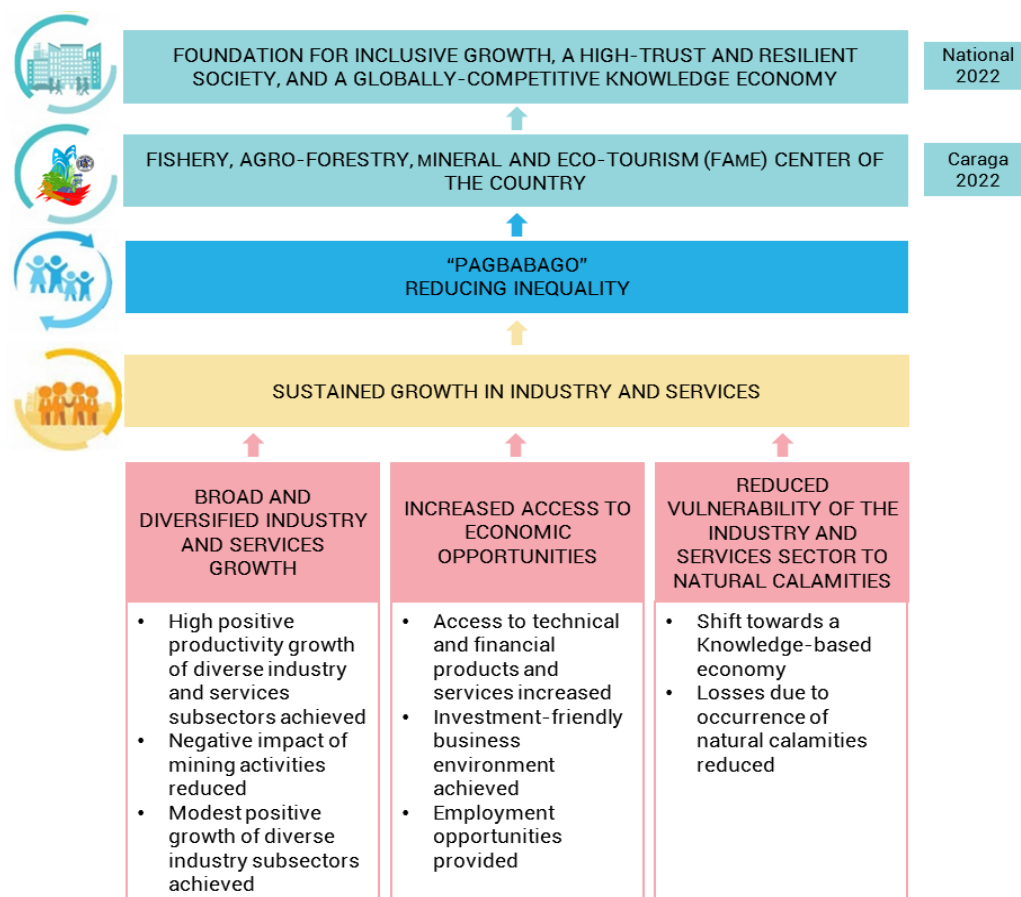 FOUNDATION FOR INCLUSIVE GROWTH, A HIGH-TRUST AND RESILIENT
SOCIETY, AND A GLOBALLY-COMPETITIVE KNOWLEDGE ECONOMY
National
2022
FISHERY, AGRO-FORESTRY, MINERAL AND ECO-TOURISM (FAME) CENTER OF
THE COUNTRY
Caraga
2022
“PAGBABAGO”
REDUCING INEQUALITY
SUSTAINED GROWTH IN INDUSTRY AND SERVICES
BROAD AND
DIVERSIFIED INDUSTRY
AND SERVICES
GROWTH
• High positive
productivity growth
of diverse industry
and services
subsectors achieved
• Negative impact of
mining activities
reduced
• Modest positive
growth of diverse
industry subsectors
achieved
INCREASED ACCESS TO
ECONOMIC
OPPORTUNITIES
• Access to technical
and financial
products and
services increased
• Investment-friendly
business
environment
achieved
• Employment
opportunities
provided
REDUCED
VULNERABILITY OF THE
INDUSTRY AND
SERVICES SECTOR TO
NATURAL CALAMITIES
• Shift towards a
Knowledge-based
economy
• Losses due to
occurrence of
natural calamities
reduced